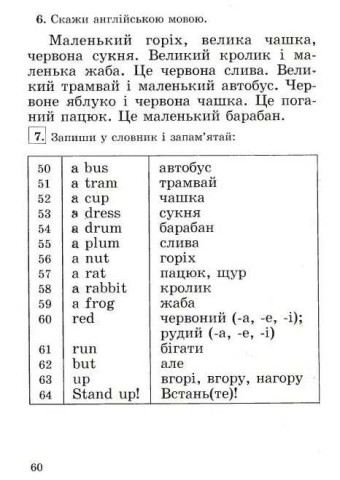 6. Скажи англійською мовою.
Маленький горіх, велика чашка,
червона сукня. Великий кролик і ма-
ленька жаба. Це червона слива. Вели-
кий трамвай і маленький автобус. Чер-
воне яблуко і червона чашка. Це пога-
ний пацюк. Це маленький барабан.
7. Запиши у словник і запам'ятай:
50 a bus автобус
51 a tram трамвай
52 a cup чашка
53 a dress сукня
54 a drum барабан
55 a plum слива
56 a nut горіх
57 a rat пацюк, щур
58 a rabbit кролик
59 a frog жаба
60 red червоний (-а, -е, -і);
рудий (-а, -е, -і)
61 run бігати
62 but але
63 up вгорі, вгору, нагору
64 Stand up! Встань(те)!
60